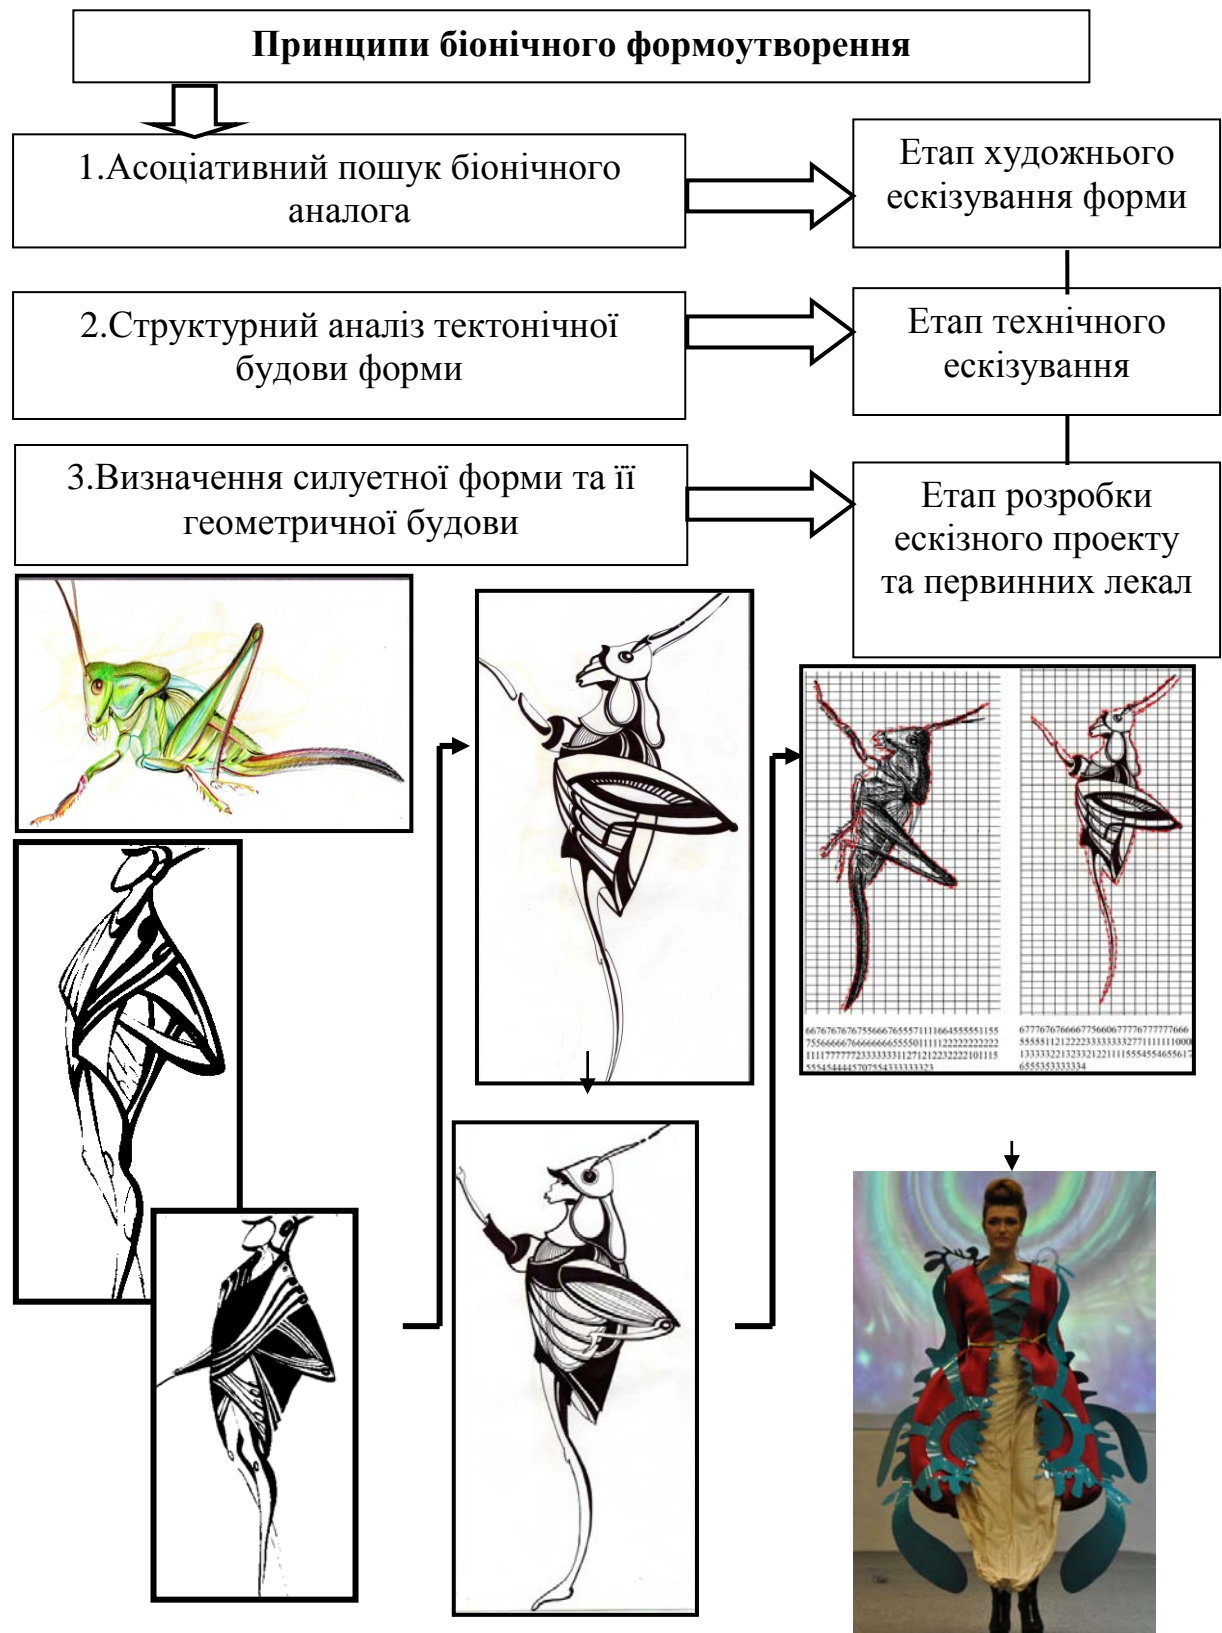 Принципи біонічного формоутворення
1.Асоціативний пошук біонічного
аналога
Етап художнього
ескізування форми
2.Структурний аналіз тектонічної
будови форми
Етап технічного
ескізування
3.Визначення силуетної форми та її
геометричної будови
Етап розробки
ескізного проекту
та первинних лекал